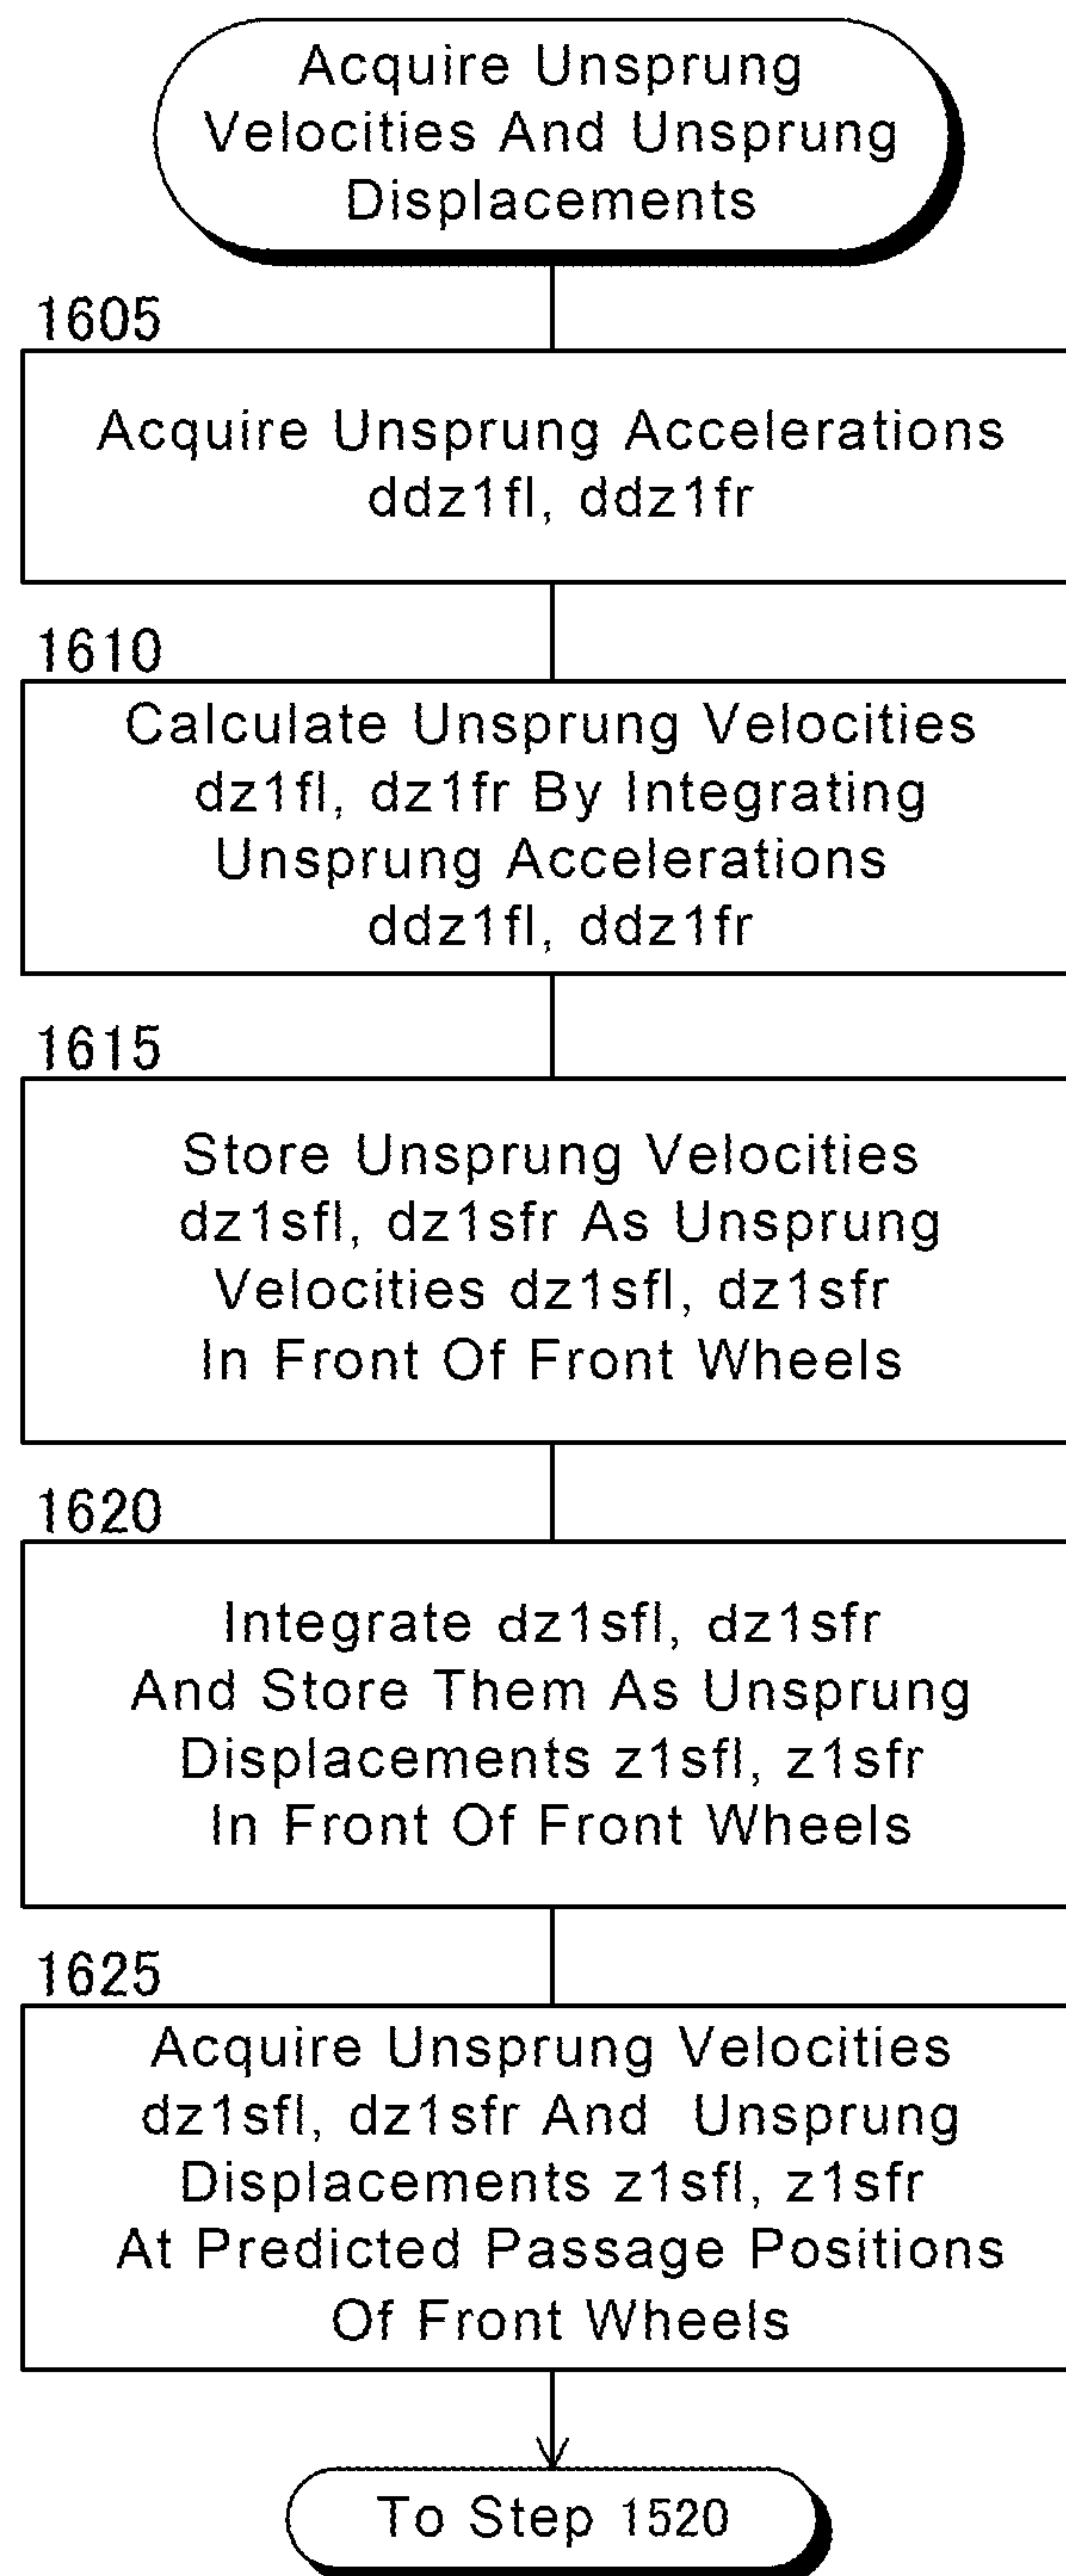 Acquire Unsprung
Velocities And Unsprung
Displacements
1605
Acquire Unsprung Accelerations
ddz1fl, ddz1fr
1610
Calculate Unsprung Velocities
dz1fl, dz1fr By Integrating
Unsprung Accelerations
ddz1fl, ddz1fr
1615
Store Unsprung Velocities
dz1sfl, dz1sfr As Unsprung
Velocities dz1sfl, dz1sfr
In Front Of Front Wheels
1620
Integrate dz1sfl, dz1sfr
And Store Them As Unsprung
Displacements z1sfl, z1sfr
In Front Of Front Wheels
1625
Acquire Unsprung Velocities
dz1sfl, dz1sfr And Unsprung
Displacements z1sfl, z1sfr
At Predicted Passage Positions
Of Front Wheels
To Step 1520